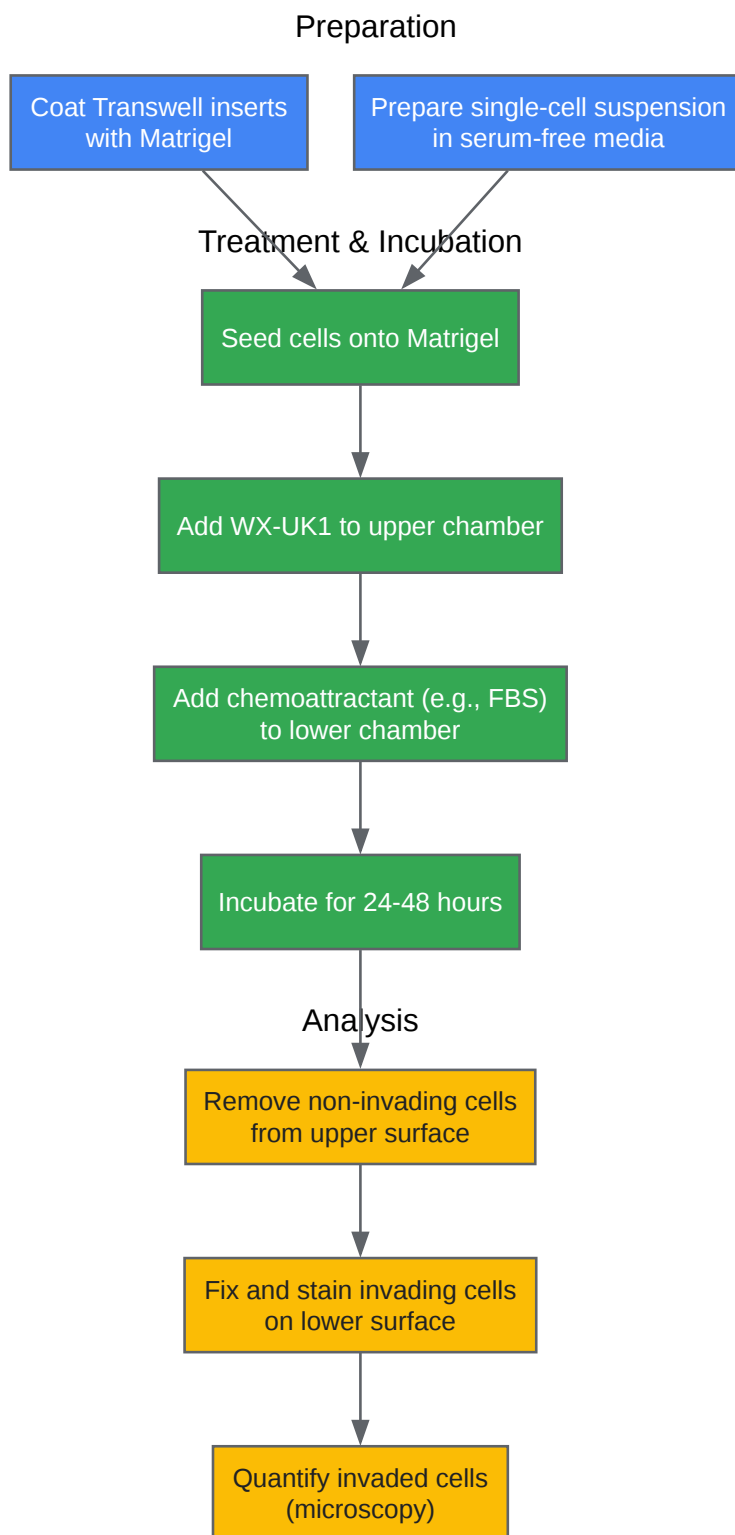 Preparation
Coat Transwell inserts
with Matrigel
Prepare single-cell suspension
in serum-free media
Treatment & Incubation
Seed cells onto Matrigel
Add WX-UK1 to upper chamber
Add chemoattractant (e.g., FBS)
to lower chamber
Incubate for 24-48 hours
Analysis
Remove non-invading cells
from upper surface
Fix and stain invading cells
on lower surface
Quantify invaded cells
(microscopy)